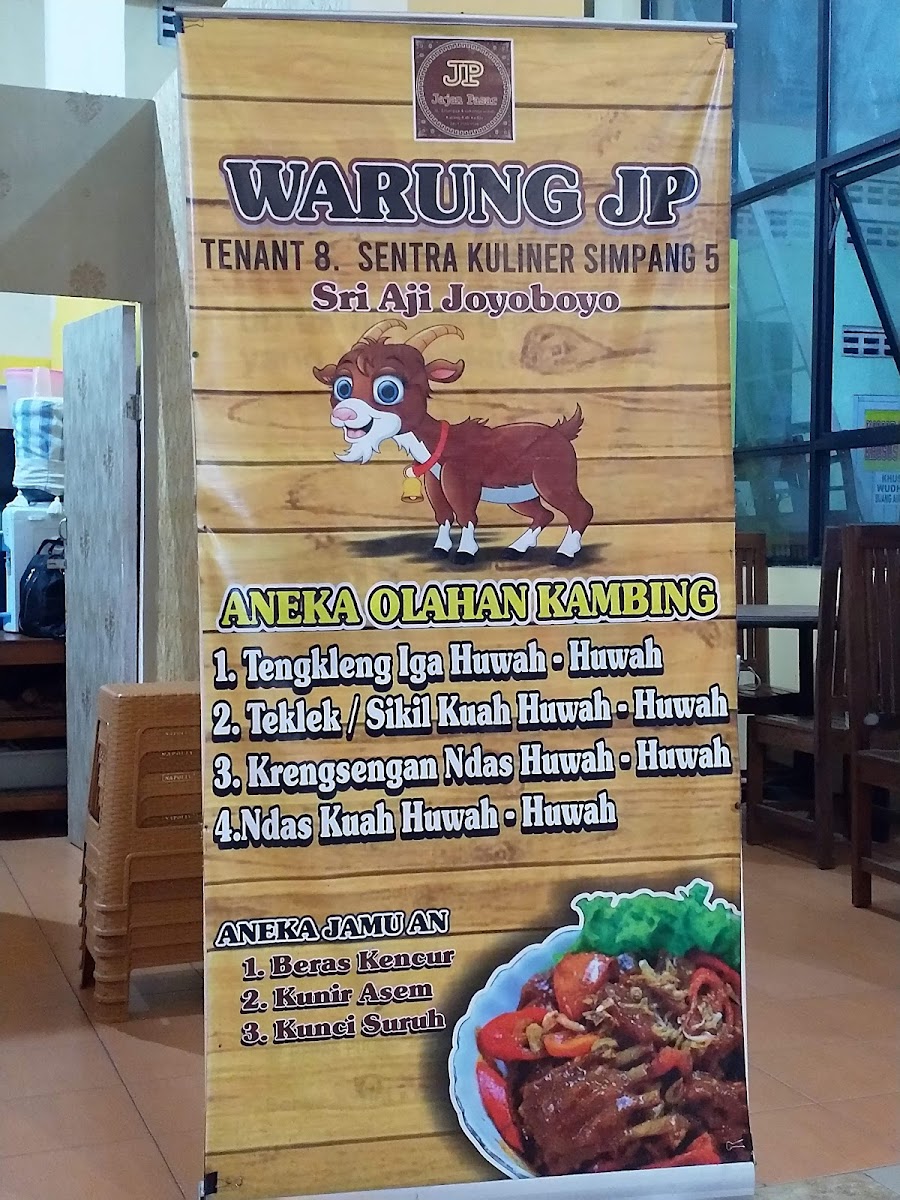 JP
Jajan Pasar
WARUNG JP
TENANT 8. SENTRA KULINER SIMPANG 5
Sri Aji Joyoboyo
ANEKA OLAHAN KAMBING
1. Tengkleng Iga Huwah - Huwah
2. Teklek / Sikil Kuah Huwah - Huwah
3. Krengsengan Ndas Huwah - Huwah
4.Ndas Kuah Huwah - Huwah
ANEKA JAMU AN
1. Beras Kencur
2. Kunir Asem
3. Kunci Suruh
NAPOLLY